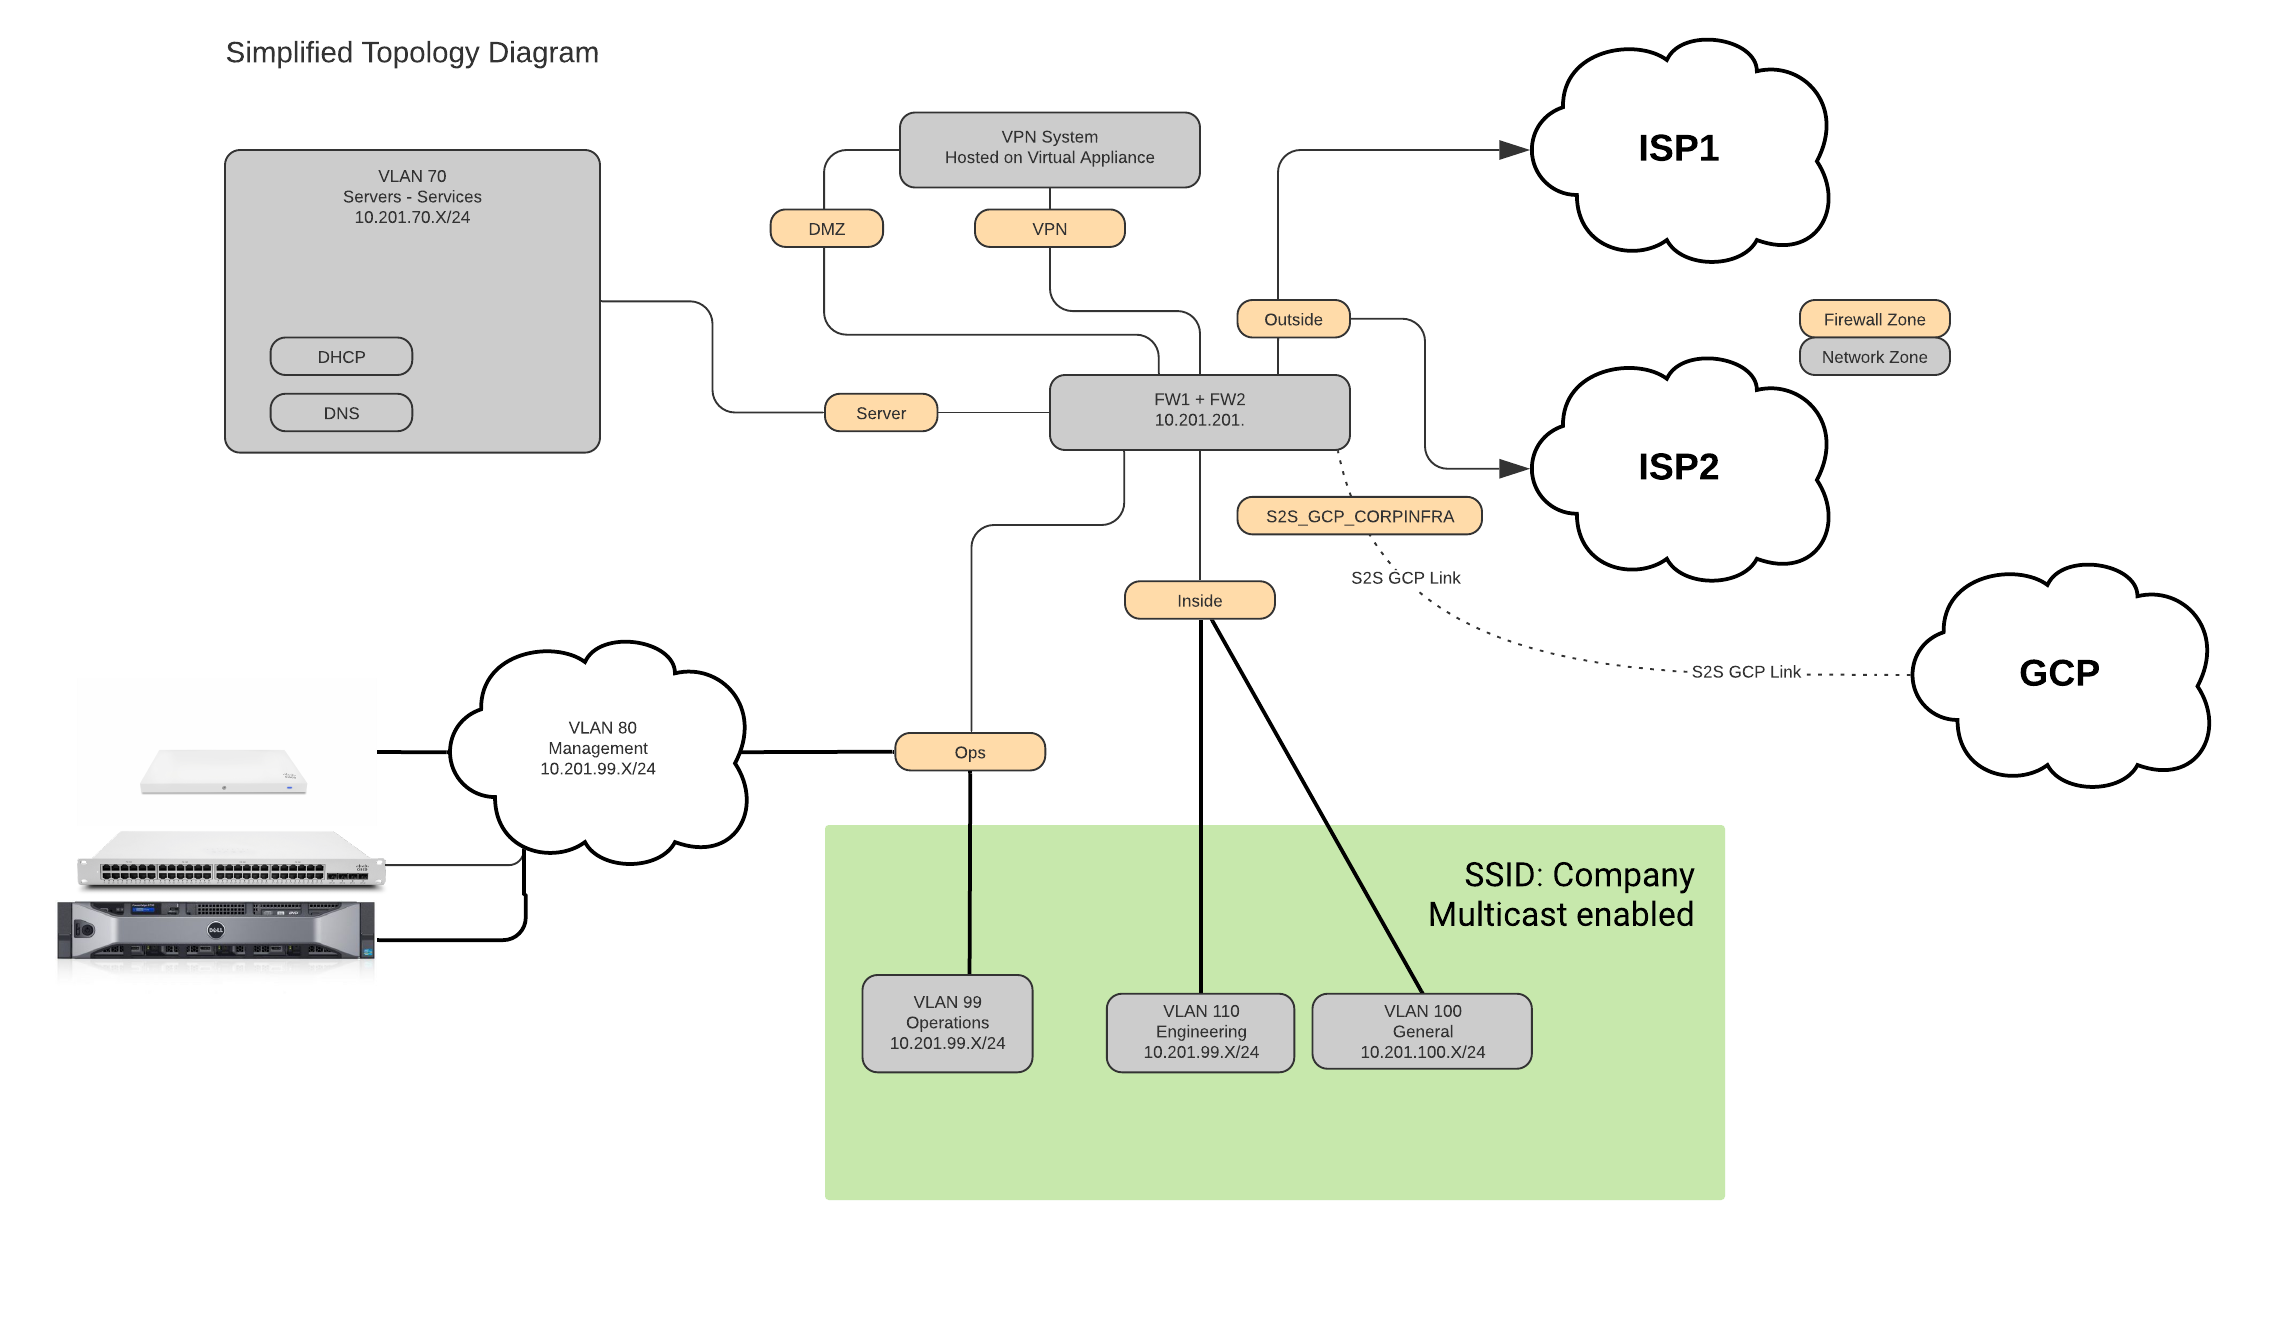 Simplified Topology Diagram
VLAN 70
Servers - Services
10.201.70.X/24
DHCP
DNS
VPN System
Hosted on Virtual Appliance
DMZ
VPN
ISP1
Outside
Firewall Zone
Network Zone
Server
FW1 + FW2
10.201.201.
ISP2
S2S_GCP_CORPINFRA
S2S GCP Link
Inside
S2S GCP Link
GCP
VLAN 80
Management
10.201.99.X/24
Ops
SSID: Company
Multicast enabled
VLAN 99
Operations
10.201.99.X/24
VLAN 110
Engineering
10.201.99.X/24
VLAN 100
General
10.201.100.X/24
DELL